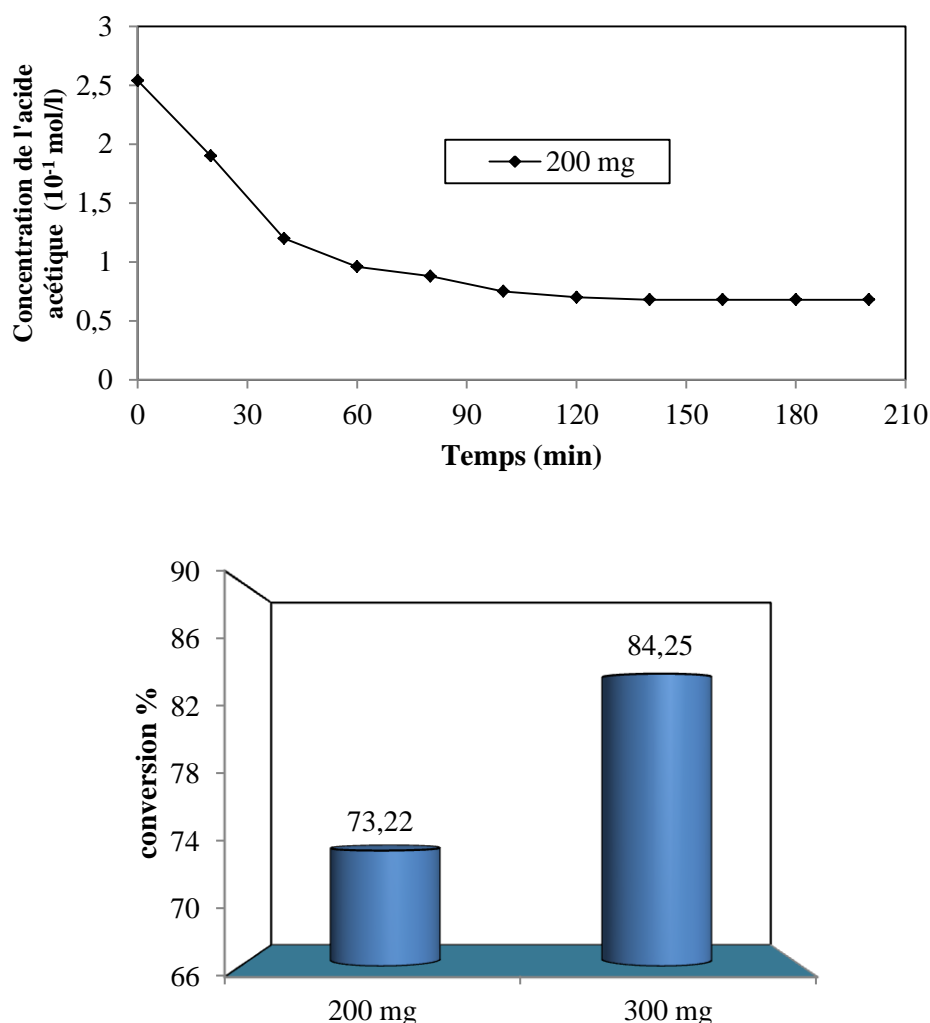 3
2,5
2
1,5
1
0,5
0
Concentration de l'acide
acétique (10⁻¹ mol/l)
200 mg
0 30 60 90 120 150 180 210
Temps (min)
90
86
82
78
74
70
66
conversion %
84,25
73,22
200 mg 300 mg